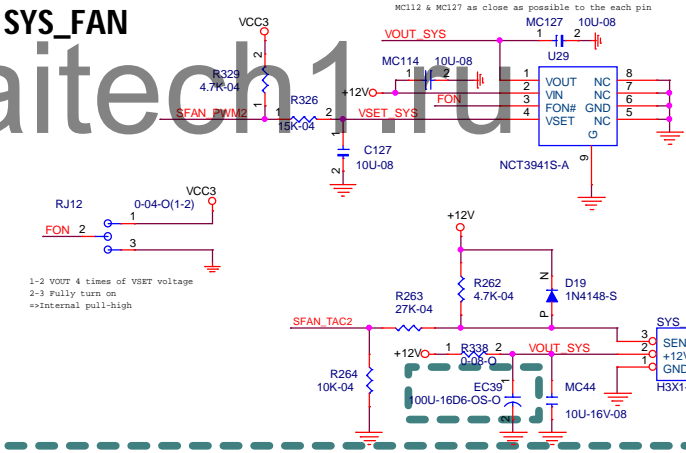 MC112 & MC127 as close as possible to the each pin
SYS_FAN
aitech1.ru
VCC3
VOUT_SYS
MC127
1 2
10U-08
U29
MC114
10U-08
1 2
R329
4.7K-04
2
1
+12V
FON
SFAN_PWM2
R326
15K-04
2
VSET_SYS
1 VOUT NC 8
2 VIN NC 7
3 FON# GND 6
4 VSET NC 5
G
9
NCT3941S-A
1
C127
10U-08
2
RJ12
0-04-O(1-2)
VCC3
1
FON 2
3
1-2 VOUT 4 times of VSET voltage
2-3 Fully turn on
=>Internal pull-high
+12V
R262
4.7K-04
N
D19
1N4148-S
P
R263
27K-04
SFAN_TAC2
SYS_
3 SEN
2 +12V
1 GND
H3X1-
+12V
1 R338 2
0-08-O
VOUT_SYS
R264
10K-04
EC39
1
100U-16D6-OS-O
2
MC44
10U-16V-08